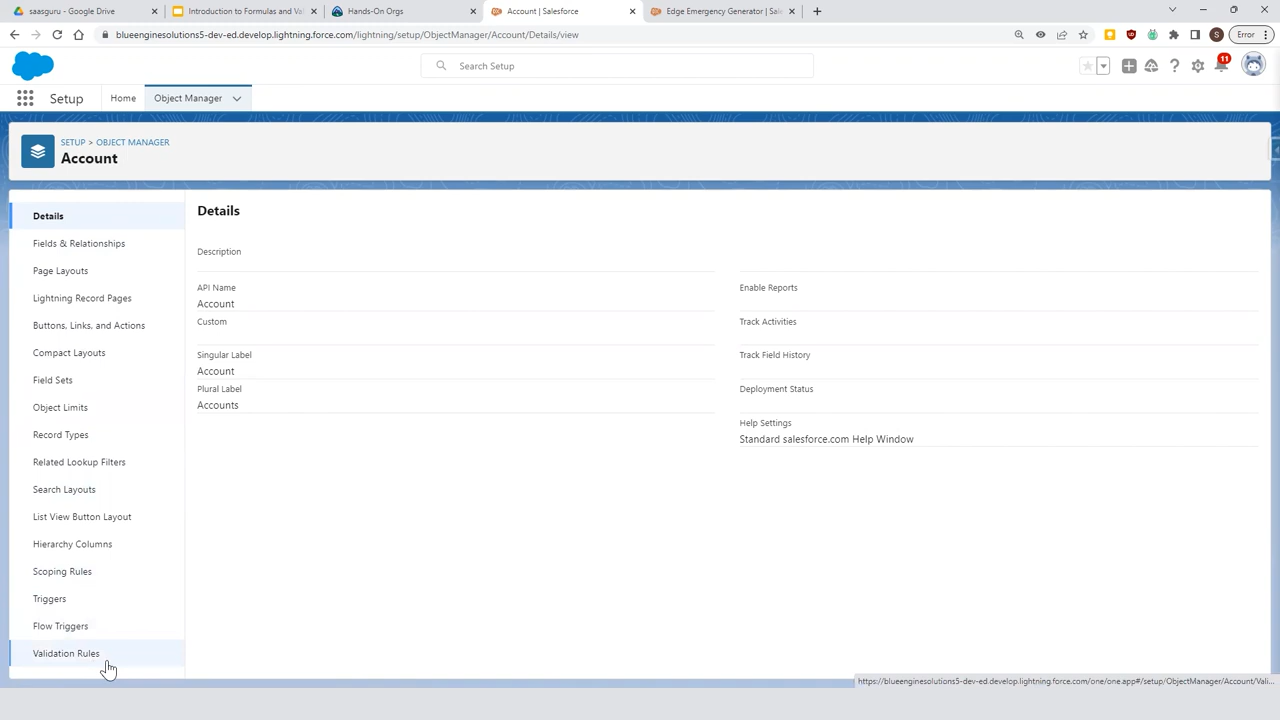 saasguru - Google Drive
Introduction to Formulas and Val
Hands-On Orgs
Account | Salesforce
Edge Emergency Generator | Sale
blueenginesolutions5-dev-ed.develop.lightning.force.com/lightning/setup/ObjectManager/Account/Details/view
S
Error
Search Setup
11
Setup
Home
Object Manager
SETUP > OBJECT MANAGER
Account
Details
Fields & Relationships
Page Layouts
Lightning Record Pages
Buttons, Links, and Actions
Compact Layouts
Field Sets
Object Limits
Record Types
Related Lookup Filters
Search Layouts
List View Button Layout
Hierarchy Columns
Scoping Rules
Triggers
Flow Triggers
Validation Rules
Details
Description
API Name
Account
Custom
Singular Label
Account
Plural Label
Accounts
Enable Reports
Track Activities
Track Field History
Deployment Status
Help Settings
Standard salesforce.com Help Window
https://blueenginesolutions5-dev-ed.develop.lightning.force.com/one/one.app#/setup/ObjectManager/Account/Vali...